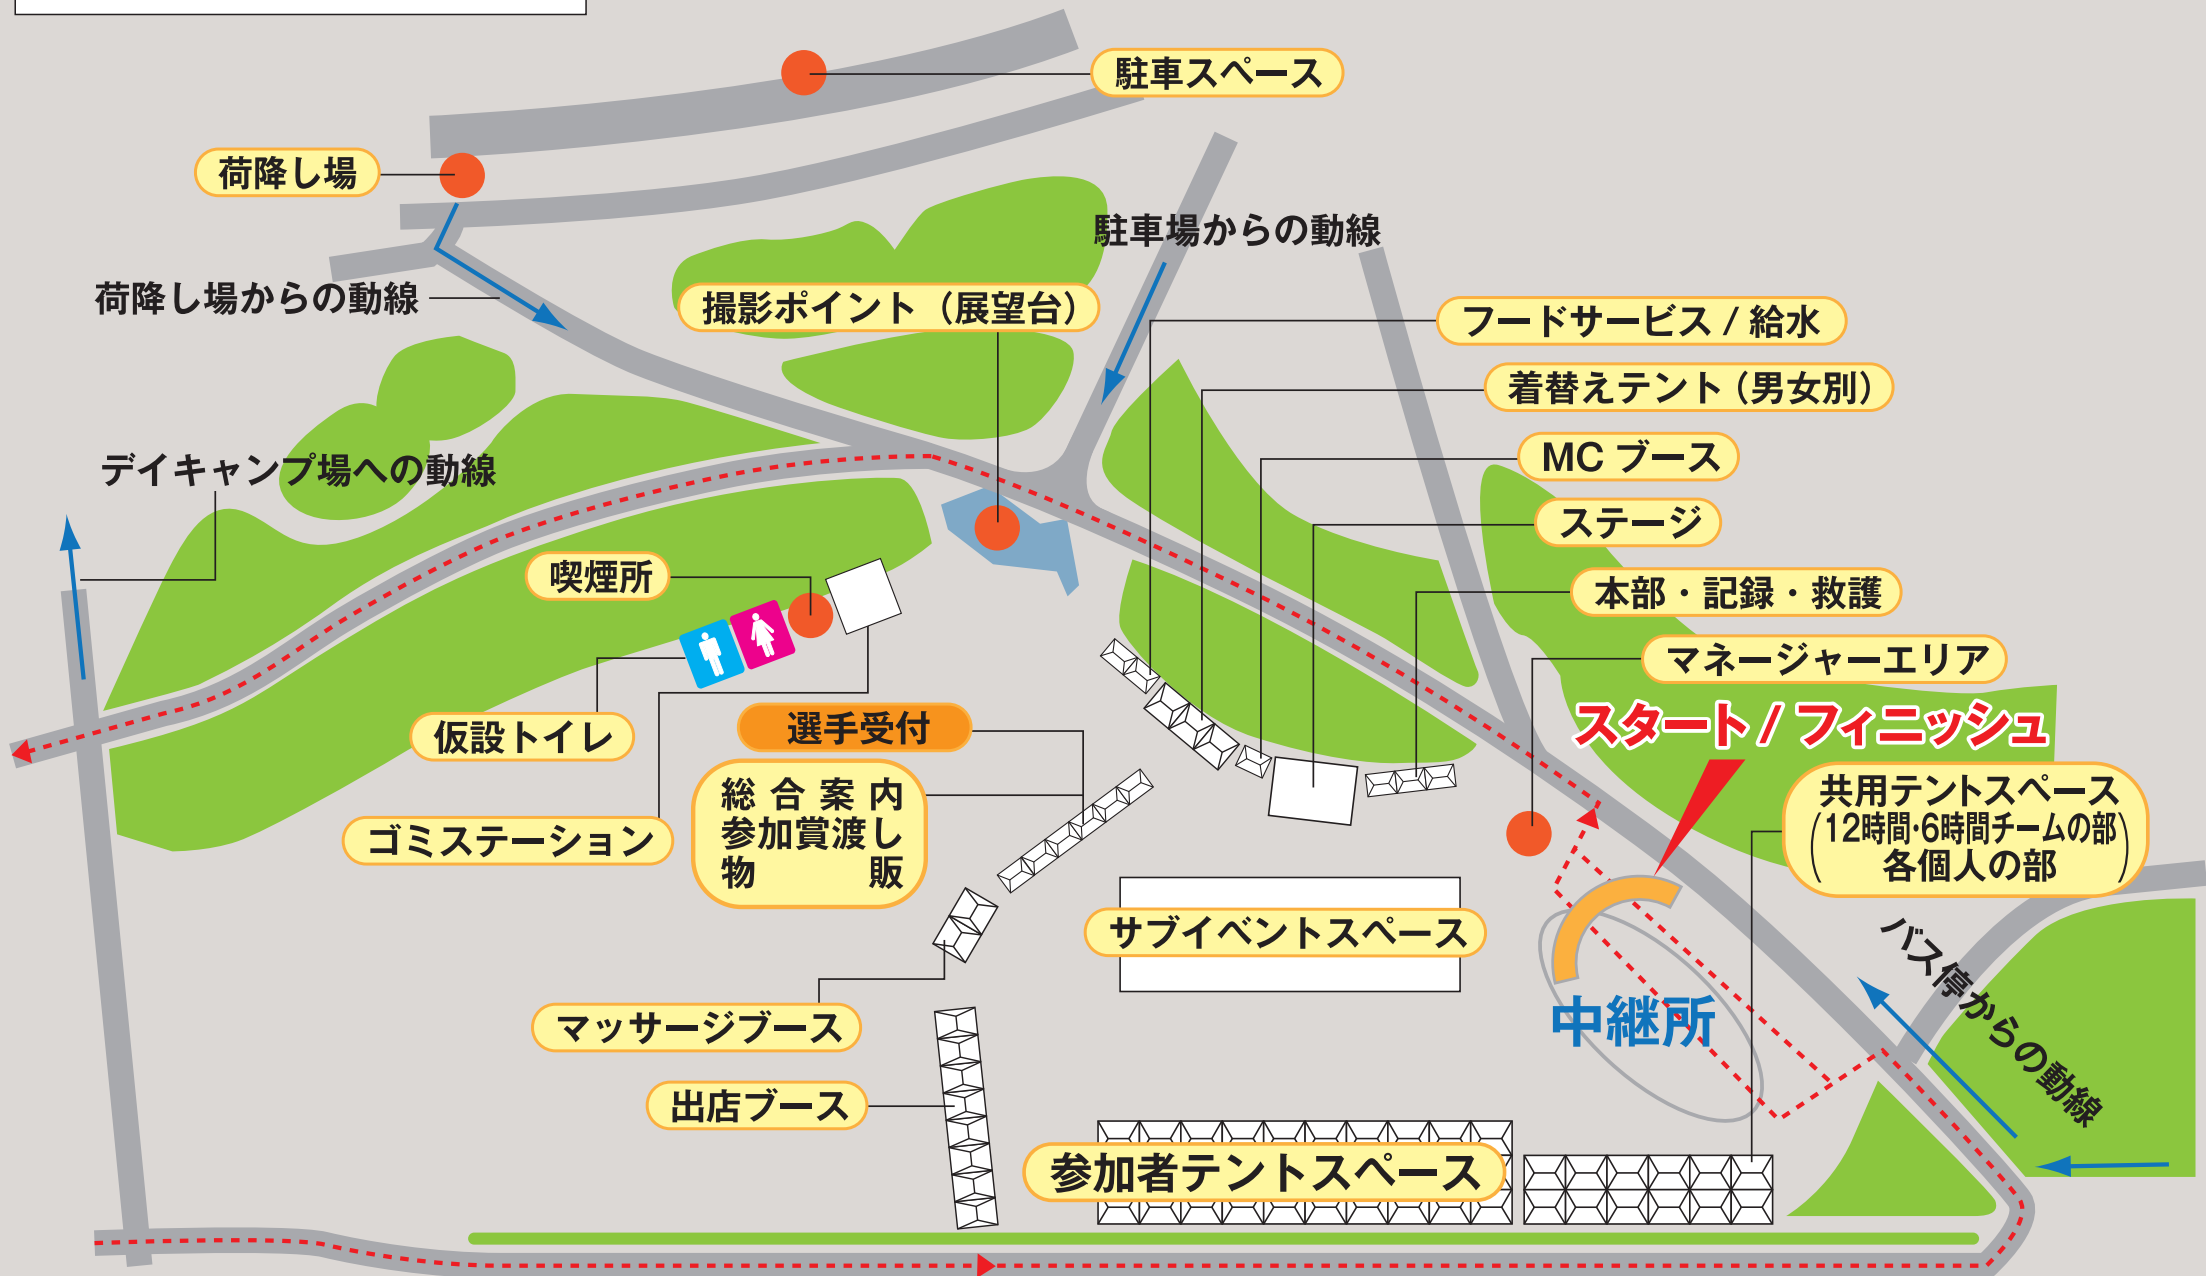 駐車スペース
荷降し場
駐車場からの動線
荷降し場からの動線
撮影ポイント（展望台）
フードサービス / 給水
着替えテント（男女別）
MC ブース
デイキャンプ場への動線
ステージ
喫煙所
本部・記録・救護
マネージャーエリア
仮設トイレ
選手受付
スタート / フィニッシュ
総合案内
参加賞渡し
物販
ゴミステーション
共用テントスペース
（12時間・6時間チームの部
各個人の部）
サブイベントスペース
バス停からの動線
マッサージブース
中継所
出店ブース
参加者テントスペース